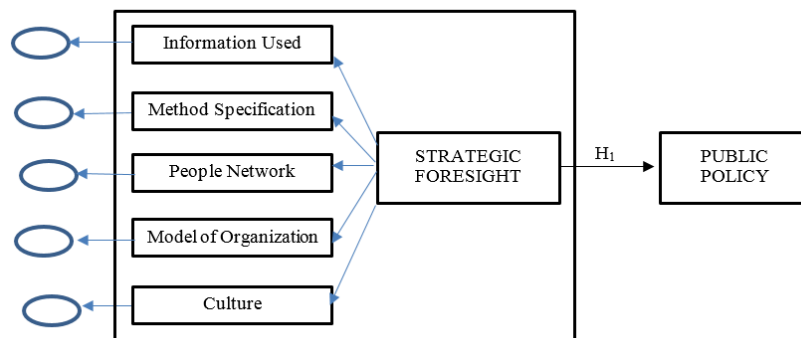 Information Used
Method Specification
People Network
Model of Organization
Culture
STRATEGIC
FORESIGHT
H₁
PUBLIC
POLICY